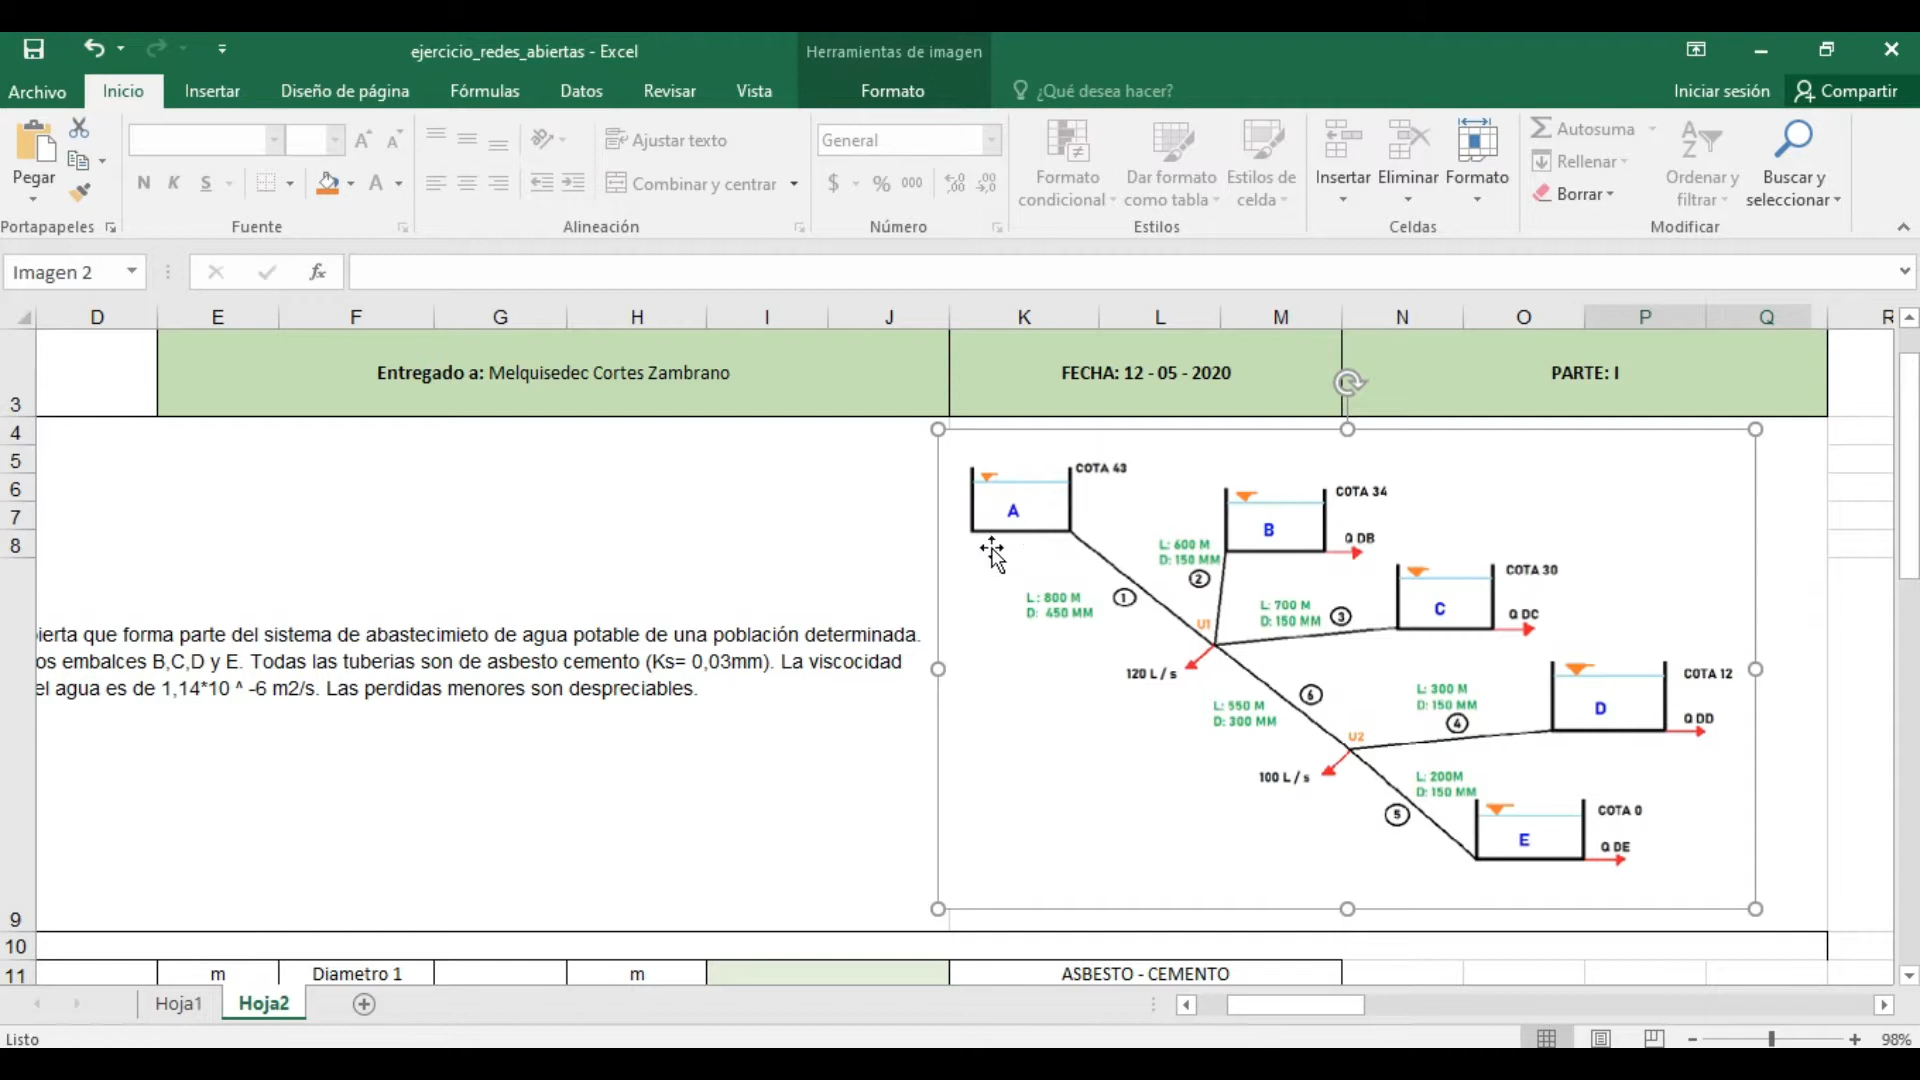 ejercicio_redes_abiertas - Excel
Herramientas de imagen
Archivo
Inicio
Insertar
Diseño de página
Fórmulas
Datos
Revisar
Vista
Formato
¿Qué desea hacer?
Iniciar sesión
Compartir
Pegar
Portapapeles
N K S
Fuente
Ajustar texto
Combinar y centrar
Alineación
General
$ % 000
Número
Formato condicional
Dar formato como tabla
Estilos de celda
Estilos
Insertar
Eliminar
Formato
Celdas
Autosuma
Rellenar
Borrar
Ordenar y filtrar
Buscar y seleccionar
Modificar
Imagen 2
fx
D E F G H I J K L M N O P Q R
3
Entregado a: Melquisedec Cortes Zambrano
FECHA: 12 - 05 - 2020
PARTE: I
4
5
6
7
8
ierta que forma parte del sistema de abastecimieto de agua potable de una población determinada.
os embalces B,C,D y E. Todas las tuberias son de asbesto cemento (Ks= 0,03mm). La viscocidad
el agua es de 1,14*10 ^ -6 m2/s. Las perdidas menores son despreciables.
COTA 43
A
COTA 34
B
Q DB
L: 600 M
D: 150 MM
2
COTA 30
C
Q DC
L: 800 M
D: 450 MM
1
L: 700 M
D: 150 MM
3
U1
120 L / s
COTA 12
D
Q DD
L: 550 M
D: 300 MM
6
L: 300 M
D: 150 MM
4
U2
100 L / s
L: 200M
D: 150 MM
5
COTA 0
E
Q DE
9
10
11
m
Diametro 1
m
ASBESTO - CEMENTO
Hoja1
Hoja2
Listo
98%